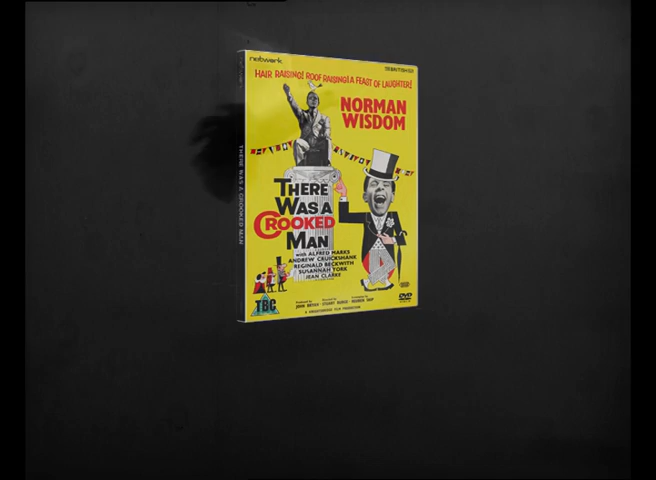 network
HAIR RAISING! ROOF RAISING! A FEAST OF LAUGHTER!
NORMAN
WISDOM
THERE
WAS A
CROOKED
MAN
with ALFRED MARKS
ANDREW CRUICKSHANK
REGINALD BECKWITH
SUSANNAH YORK
JEAN CLARKE
TBC
DVD
THERE WAS A CROOKED MAN